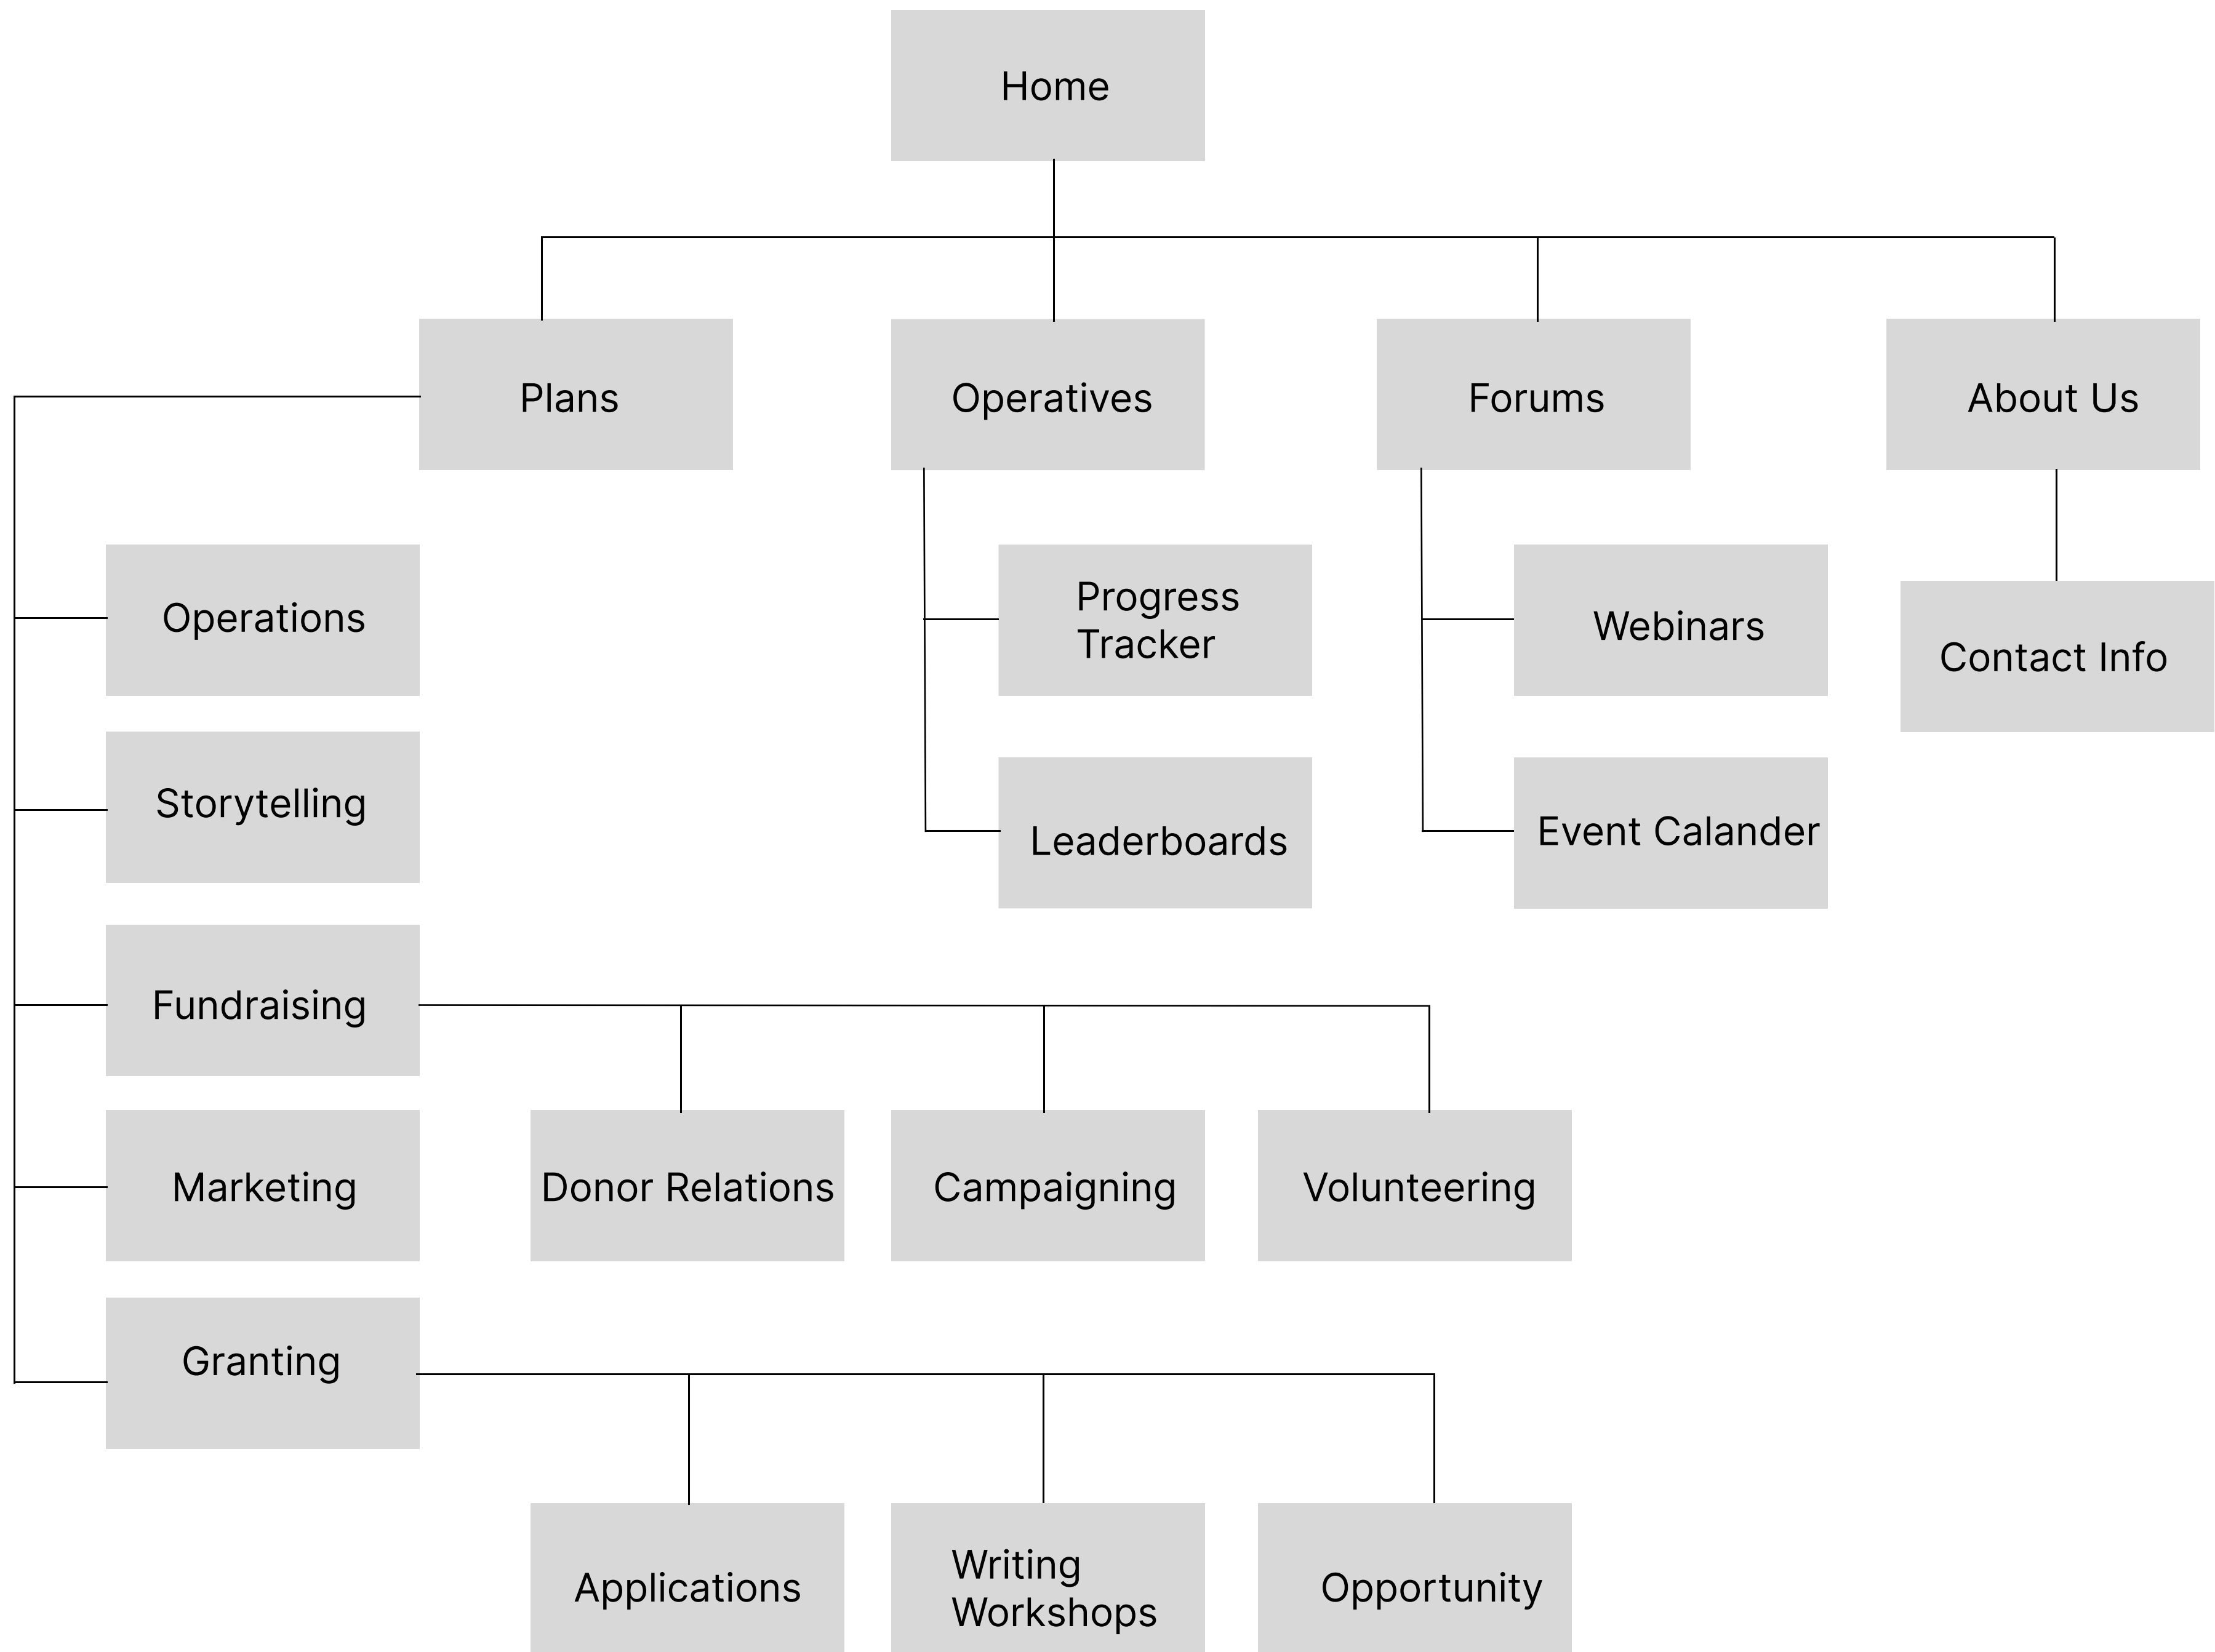 Home
Plans
Operatives
Forums
About Us
Operations
Progress
Tracker
Webinars
Contact Info
Storytelling
Leaderboards
Event Calander
Fundraising
Marketing
Donor Relations
Campaigning
Volunteering
Granting
Applications
Writing
Workshops
Opportunity